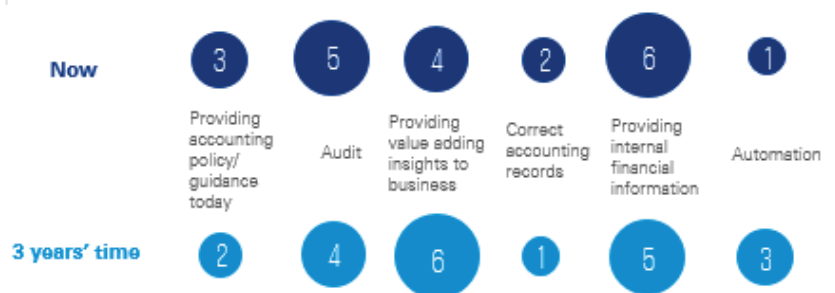 Now
3
5
4
2
6
1
Providing
accounting
policy/
guidance
today
Audit
Providing
value adding
insights to
business
Correct
accounting
records
Providing
internal
financial
information
Automation
3 years' time
2
4
6
1
5
3